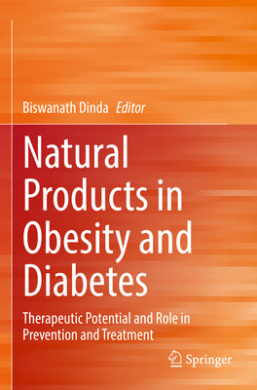 Biswanath Dinda Editor
Natural
Products in
Obesity and
Diabetes
Therapeutic Potential and Role in
Prevention and Treatment
Springer